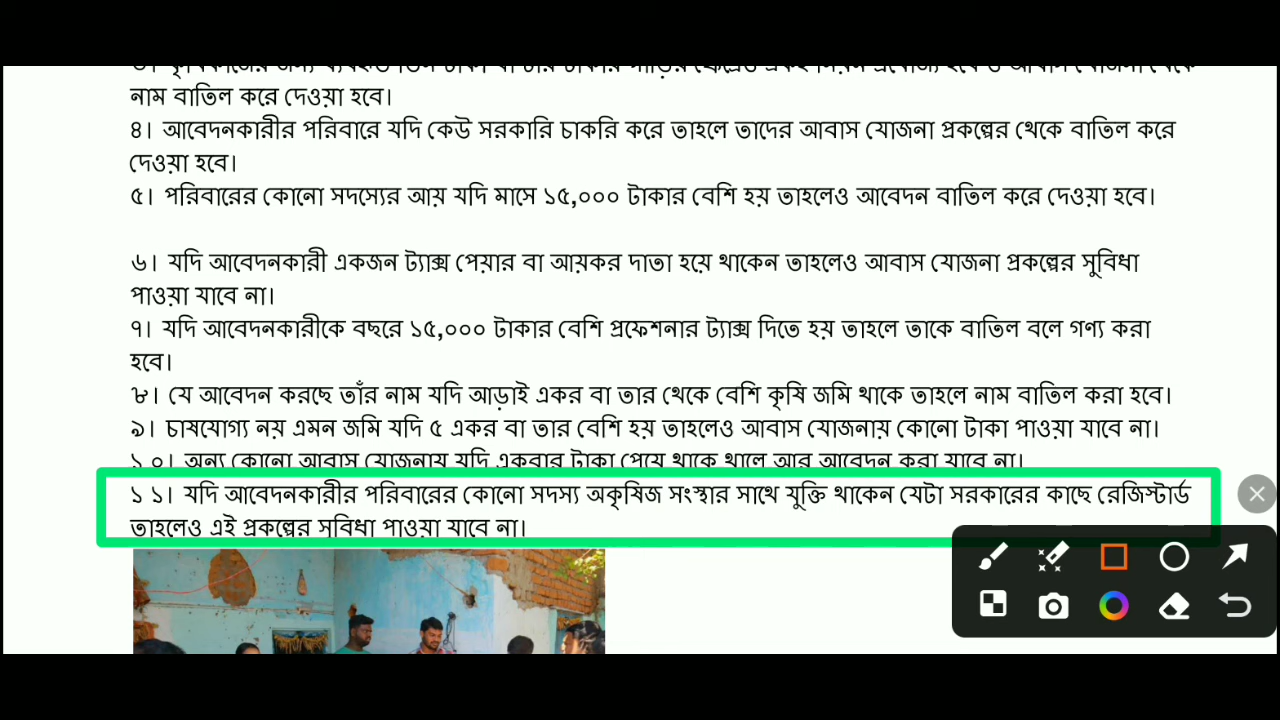 নাম বাতিল করে দেওয়া হবে।
৪। আবেদনকারীর পরিবারে যদি কেউ সরকারি চাকরি করে তাহলে তাদের আবাস যোজনা প্রকল্পের থেকে বাতিল করে
দেওয়া হবে।
৫। পরিবারের কোনো সদস্যের আয় যদি মাসে ১৫,০০০ টাকার বেশি হয় তাহলেও আবেদন বাতিল করে দেওয়া হবে।
৬। যদি আবেদনকারী একজন ট্যাক্স পেয়ার বা আয়কর দাতা হয়ে থাকেন তাহলেও আবাস যোজনা প্রকল্পের সুবিধা
পাওয়া যাবে না।
৭। যদি আবেদনকারীকে বছরে ১৫,০০০ টাকার বেশি প্রফেশনার ট্যাক্স দিতে হয় তাহলে তাকে বাতিল বলে গণ্য করা
হবে।
৮। যে আবেদন করছে তাঁর নাম যদি আড়াই একর বা তার থেকে বেশি কৃষি জমি থাকে তাহলে নাম বাতিল করা হবে।
৯। চাষযোগ্য নয় এমন জমি যদি ৫ একর বা তার বেশি হয় তাহলেও আবাস যোজনায় কোনো টাকা পাওয়া যাবে না।
১০। অন্য কোনো আবাস যোজনায় যদি একবার টাকা পেয়ে থাকে থালে আর আবেদন করা যাবে না।
১১। যদি আবেদনকারীর পরিবারের কোনো সদস্য অকৃষিজ সংস্থার সাথে যুক্তি থাকেন যেটা সরকারের কাছে রেজিস্টার্ড
তাহলেও এই প্রকল্পের সুবিধা পাওয়া যাবে না।